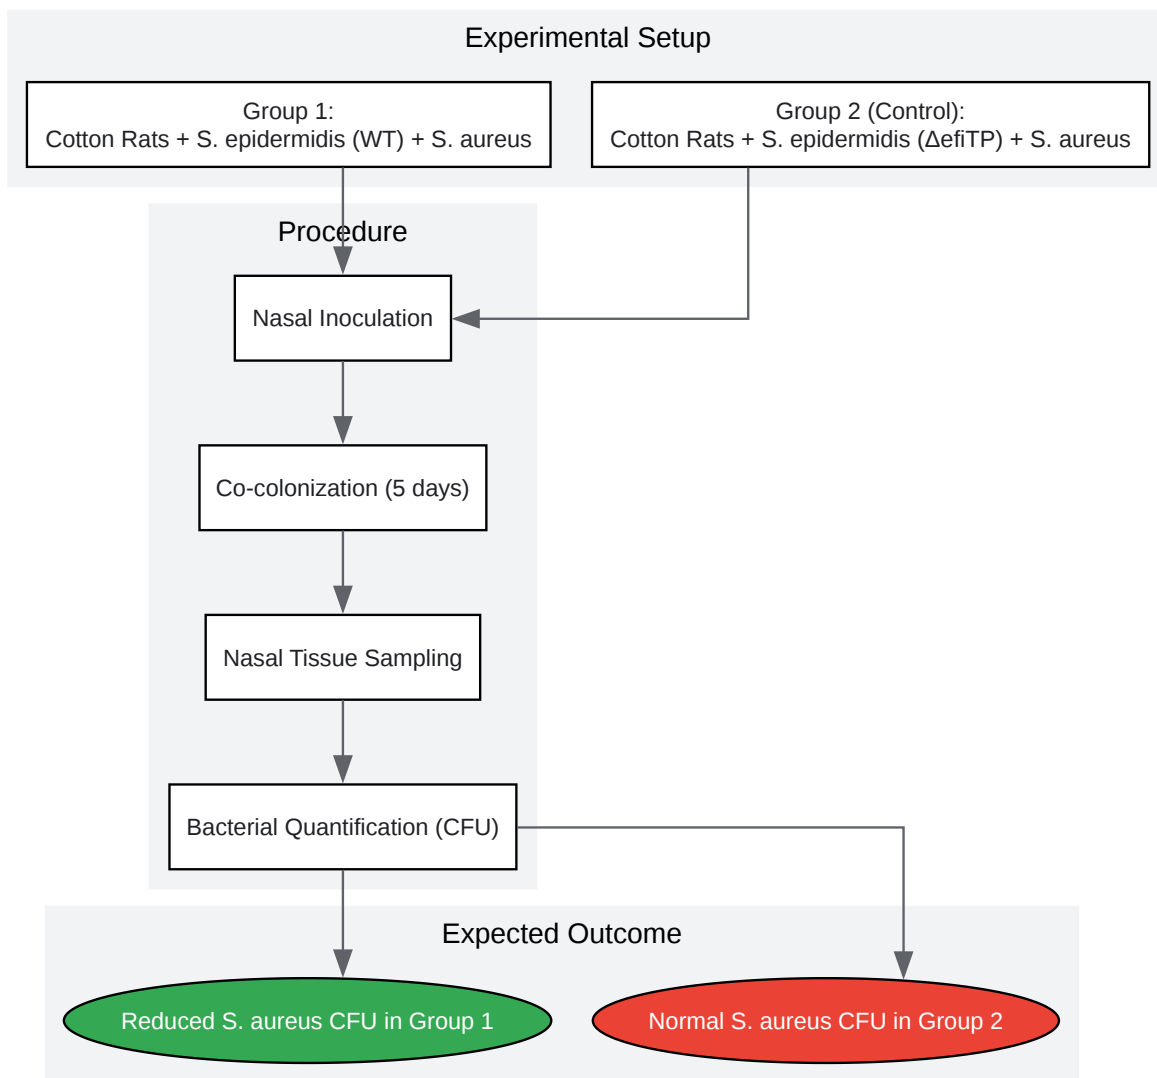 Experimental Setup
Group 1:
Cotton Rats + S. epidermidis (WT) + S. aureus
Group 2 (Control):
Cotton Rats + S. epidermidis (ΔefiTP) + S. aureus
Procedure
Nasal Inoculation
Co-colonization (5 days)
Nasal Tissue Sampling
Bacterial Quantification (CFU)
Expected Outcome
Reduced S. aureus CFU in Group 1
Normal S. aureus CFU in Group 2